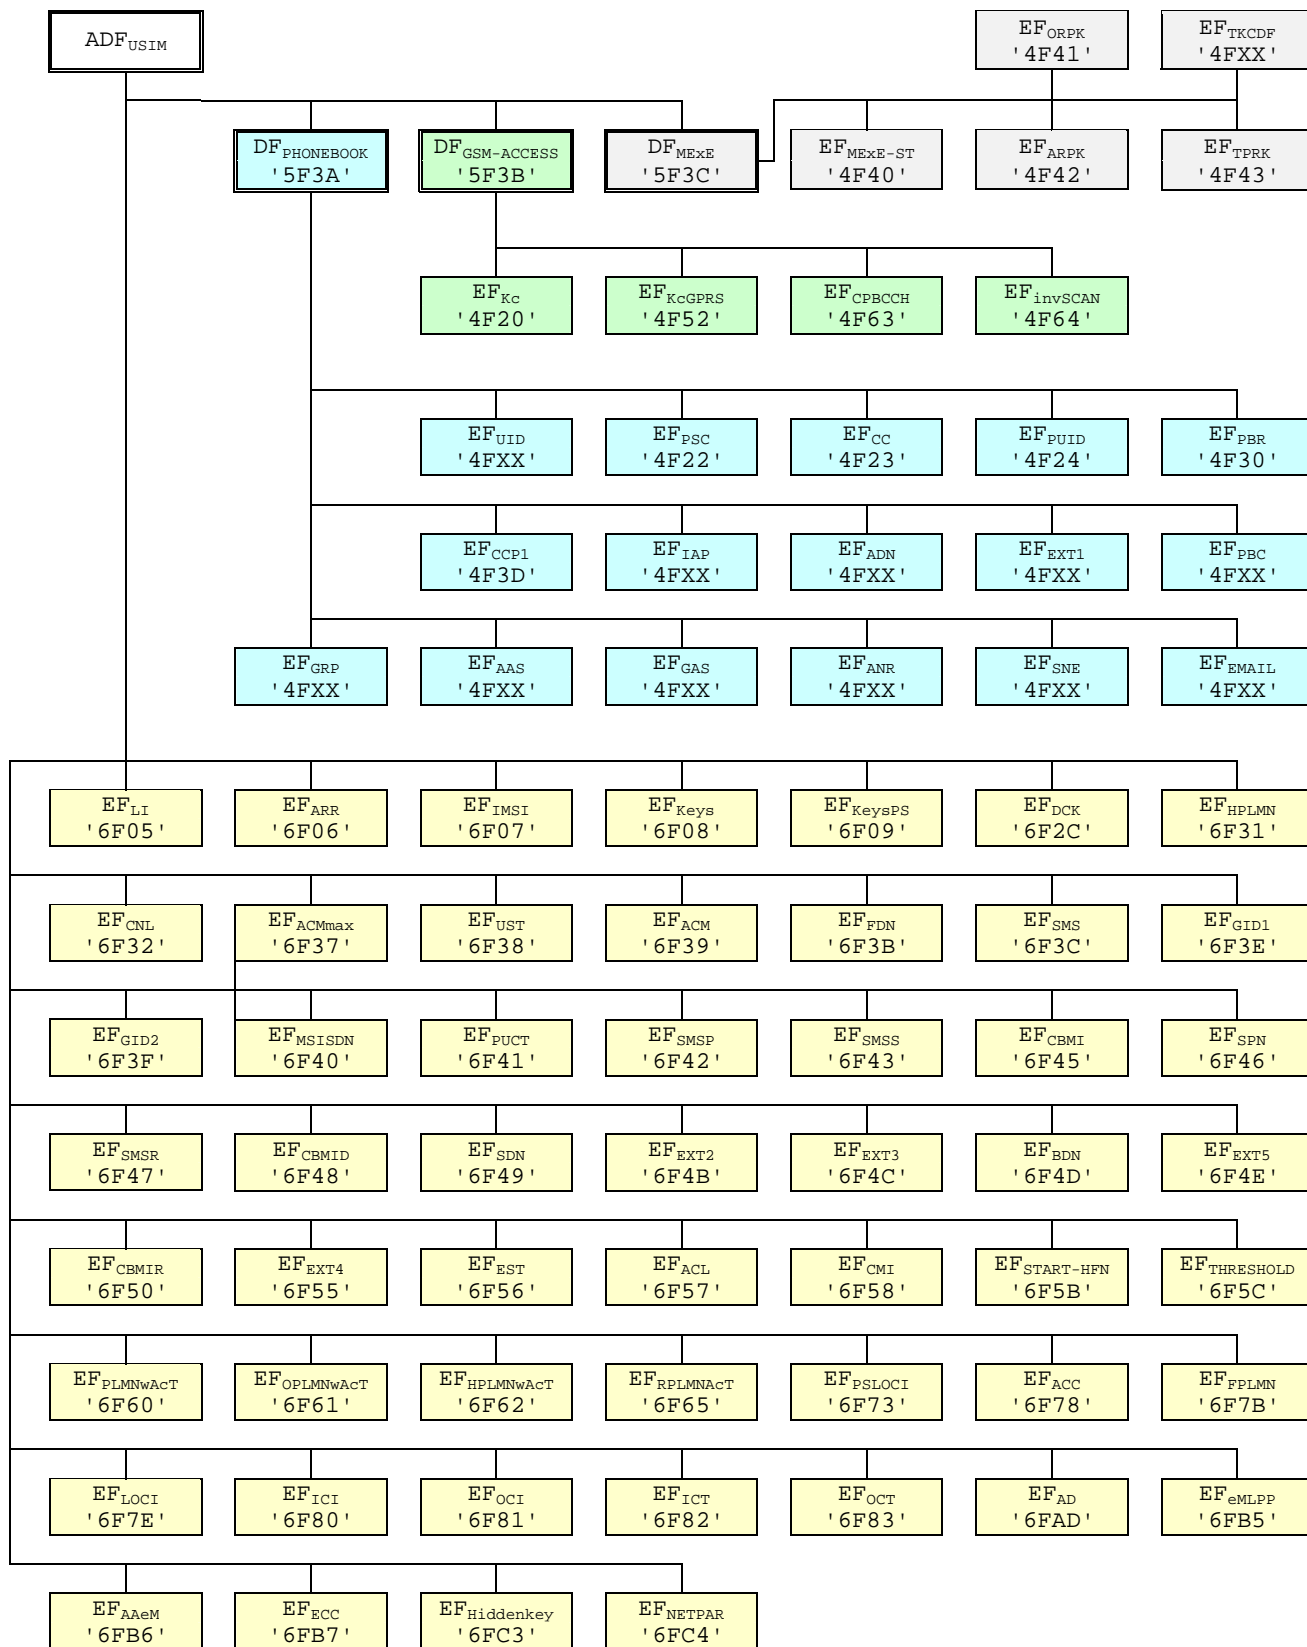 ADFUSIM
EFORPK
'4F41'
EFTKCDF
'4FXX'
DFPHONEBOOK
'5F3A'
DFGSM-ACCESS
'5F3B'
DFMExE
'5F3C'
EFMExE-ST
'4F40'
EFARPK
'4F42'
EFTPRK
'4F43'
EFKc
'4F20'
EFKcGPRS
'4F52'
EFCPBCCH
'4F63'
EFinvSCAN
'4F64'
EFUID
'4FXX'
EFPSC
'4F22'
EFCC
'4F23'
EFPUID
'4F24'
EFPBR
'4F30'
EFCCP1
'4F3D'
EFIAP
'4FXX'
EFADN
'4FXX'
EFEXT1
'4FXX'
EFPBC
'4FXX'
EFGRP
'4FXX'
EFAAS
'4FXX'
EFGAS
'4FXX'
EFANR
'4FXX'
EFSNE
'4FXX'
EFEMAIL
'4FXX'
EFLI
'6F05'
EFARR
'6F06'
EFIMSI
'6F07'
EFKeys
'6F08'
EFKeysPS
'6F09'
EFDCK
'6F2C'
EFHPLMN
'6F31'
EFCNL
'6F32'
EFACMmax
'6F37'
EFUST
'6F38'
EFACM
'6F39'
EFFDN
'6F3B'
EFSMS
'6F3C'
EFGID1
'6F3E'
EFGID2
'6F3F'
EFMSISDN
'6F40'
EFPUCT
'6F41'
EFSMSP
'6F42'
EFSMSS
'6F43'
EFCBMI
'6F45'
EFSPN
'6F46'
EFSMSR
'6F47'
EFCBMID
'6F48'
EFSDN
'6F49'
EFEXT2
'6F4B'
EFEXT3
'6F4C'
EFBDN
'6F4D'
EFEXT5
'6F4E'
EFCBMIR
'6F50'
EFEXT4
'6F55'
EFEST
'6F56'
EFACL
'6F57'
EFCMI
'6F58'
EFSTART-HFN
'6F5B'
EFTHRESHOLD
'6F5C'
EFPLMNwAcT
'6F60'
EFOPLMNwAcT
'6F61'
EFHPLMNwAcT
'6F62'
EFRPLMNAcT
'6F65'
EFPSLOCI
'6F73'
EFACC
'6F78'
EFFPLMN
'6F7B'
EFLOCI
'6F7E'
EFICI
'6F80'
EFOCI
'6F81'
EFICT
'6F82'
EFOCT
'6F83'
EFAD
'6FAD'
EFeMLPP
'6FB5'
EFAAeM
'6FB6'
EFECC
'6FB7'
EFHiddenkey
'6FC3'
EFNETPAR
'6FC4'